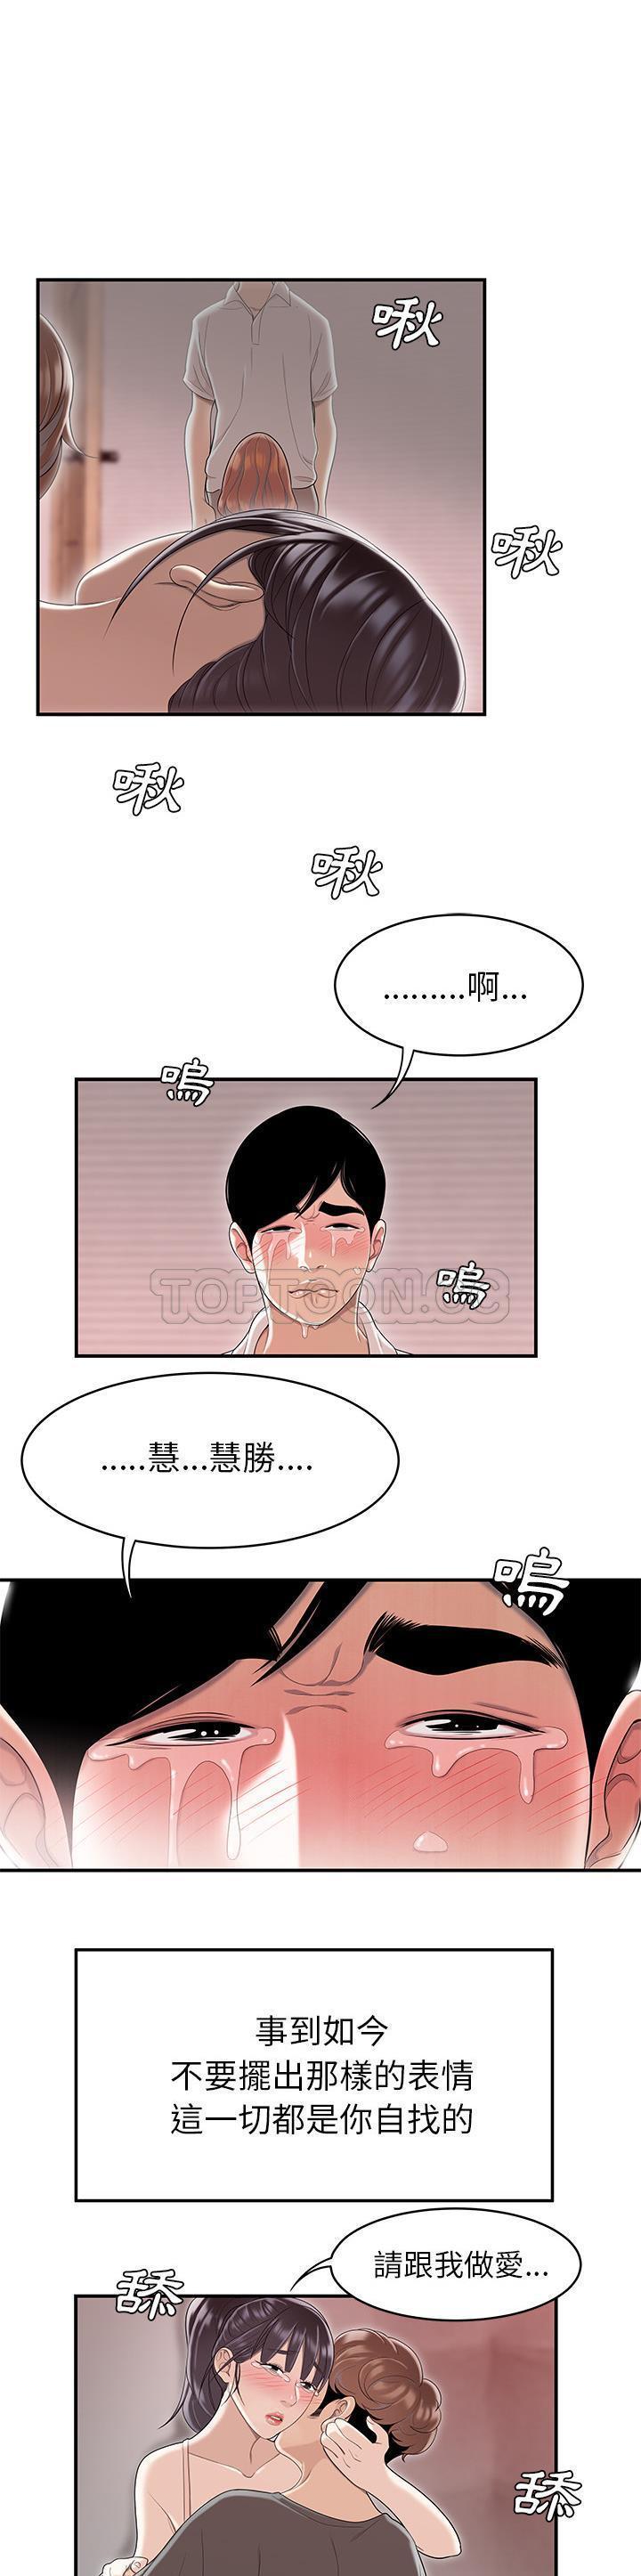 啾
啾
啾
啾
.........啊...
嗚
TOPTOON.CC
嗚
.....慧...慧勝....
嗚
事到如今
不要擺出那樣的表情
這一切都是你自找的
請跟我做愛...
舔
舔